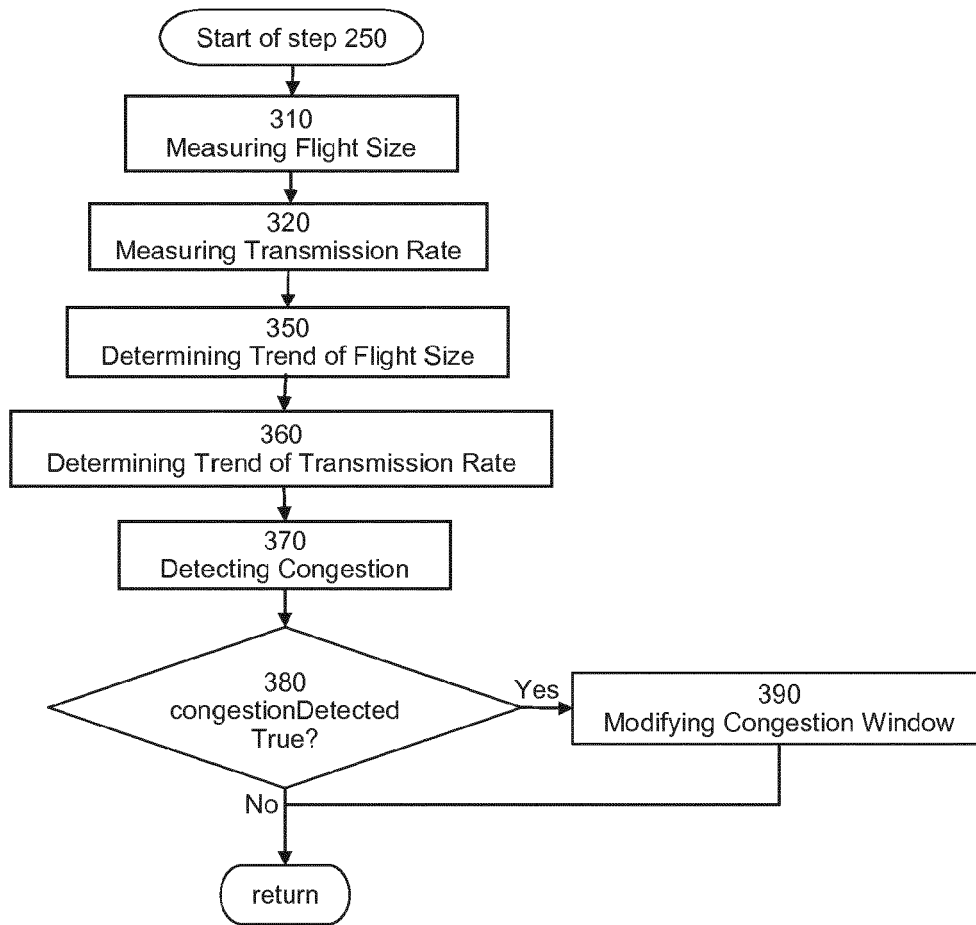 Start of step 250
310
Measuring Flight Size
320
Measuring Transmission Rate
350
Determining Trend of Flight Size
360
Determining Trend of Transmission Rate
370
Detecting Congestion
380
congestionDetected
True?
Yes
390
Modifying Congestion Window
No
return